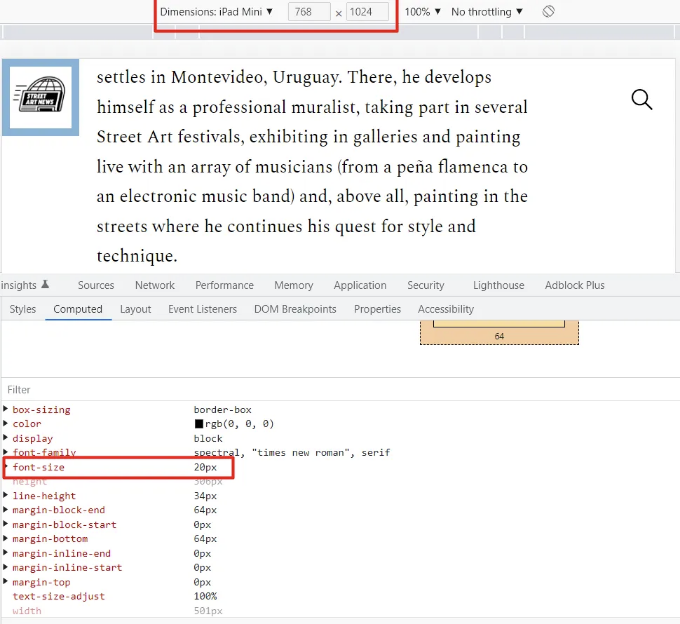 Dimensions: iPad Mini ▼ 768 x 1024 100% ▼ No throttling ▼
STREET
ART NEWS
settles in Montevideo, Uruguay. There, he develops
himself as a professional muralist, taking part in several
Street Art festivals, exhibiting in galleries and painting
live with an array of musicians (from a peña flamenca to
an electronic music band) and, above all, painting in the
streets where he continues his quest for style and
technique.
insights Sources Network Performance Memory Application Security Lighthouse Adblock Plus
Styles Computed Layout Event Listeners DOM Breakpoints Properties Accessibility
64
Filter
box-sizing border-box
color rgb(0, 0, 0)
display block
font-family spectral, "times new roman", serif
font-size 20px
height 306px
line-height 34px
margin-block-end 64px
margin-block-start 0px
margin-bottom 64px
margin-inline-end 0px
margin-inline-start 0px
margin-top 0px
text-size-adjust 100%
width 501px